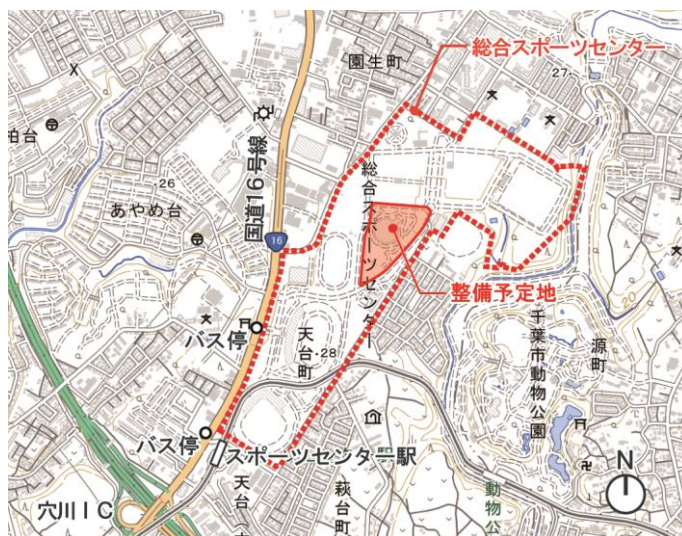 総合スポーツセンター
園生町
27
柏台
国道16号線
26
あやめ台
16
総合スポーツセンター
整備予定地
20
バス停
天台町
28
千葉市動物公園
源町
バス停
スポーツセンター駅
N
穴川IC
天台
萩台町
動物公